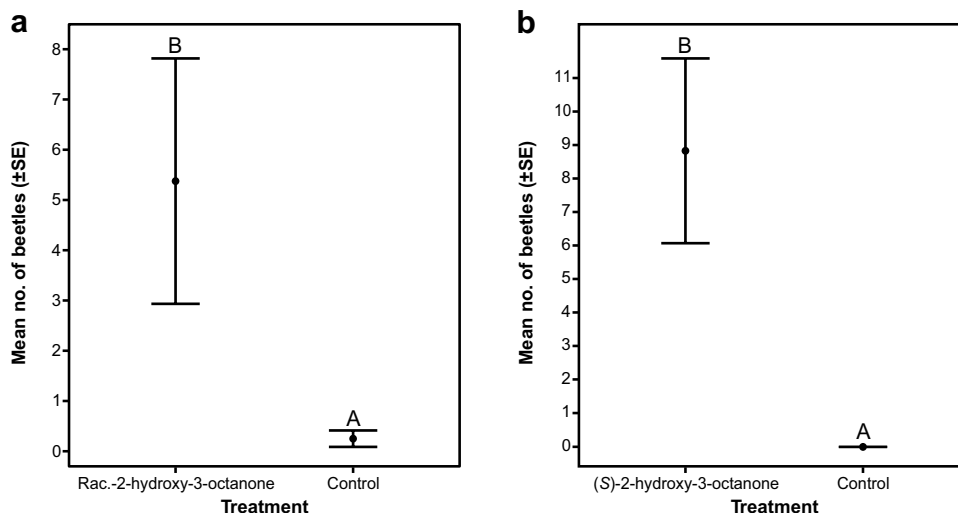 a
Mean no. of beetles (±SE)
8
7
6
5
4
3
2
1
0
B
A
Rac.-2-hydroxy-3-octanone Control
Treatment
b
Mean no. of beetles (±SE)
11
10
9
8
7
6
5
4
3
2
1
0
B
A
(S)-2-hydroxy-3-octanone Control
Treatment